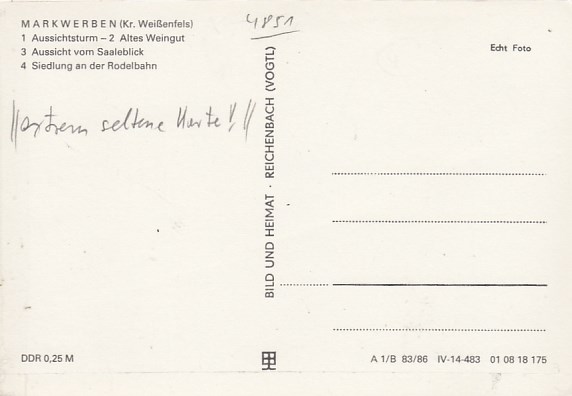 MARKWERBEN (Kr. Weißenfels)
1 Aussichtsturm – 2 Altes Weingut
3 Aussicht vom Saaleblick
4 Siedlung an der Rodelbahn
4851
Echt Foto
seltene Karte!
BILD UND HEIMAT · REICHENBACH (VOGTL)
DDR 0,25 M
A 1/B 83/86 IV-14-483 01 08 18 175